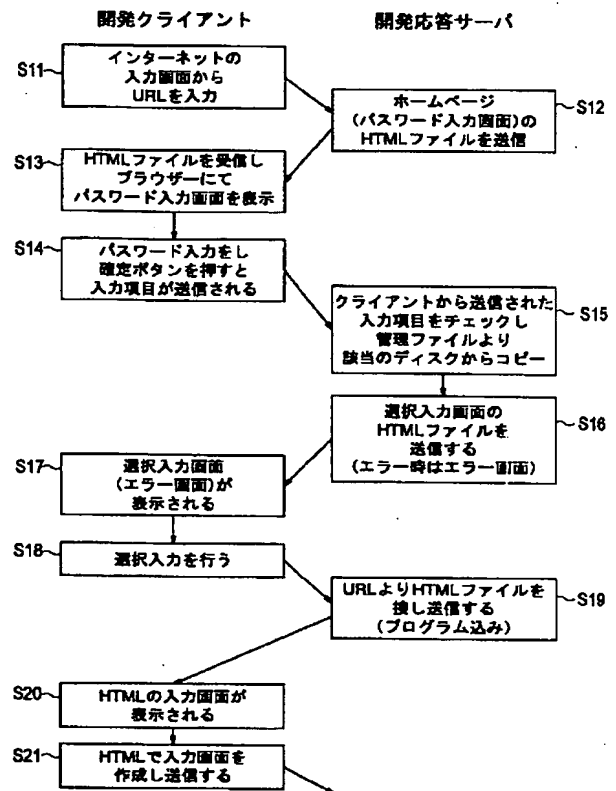 開発クライアント
開発応答サーバ
S11
インターネットの
入力画面から
URLを入力
S12
ホームページ
(パスワード入力画面)の
HTMLファイルを送信
S13
HTMLファイルを受信し
ブラウザーにて
パスワード入力画面を表示
S14
パスワード入力をし
確定ボタンを押すと
入力項目が送信される
S15
クライアントから送信された
入力項目をチェックし
管理ファイルより
該当のディスクからコピー
S16
選択入力画面の
HTMLファイルを
送信する
(エラー時はエラー画面)
S17
選択入力画面
(エラー画面)が
表示される
S18
選択入力を行う
S19
URLよりHTMLファイルを
捜し送信する
(プログラム込み)
S20
HTMLの入力画面が
表示される
S21
HTMLで入力画面を
作成し送信する